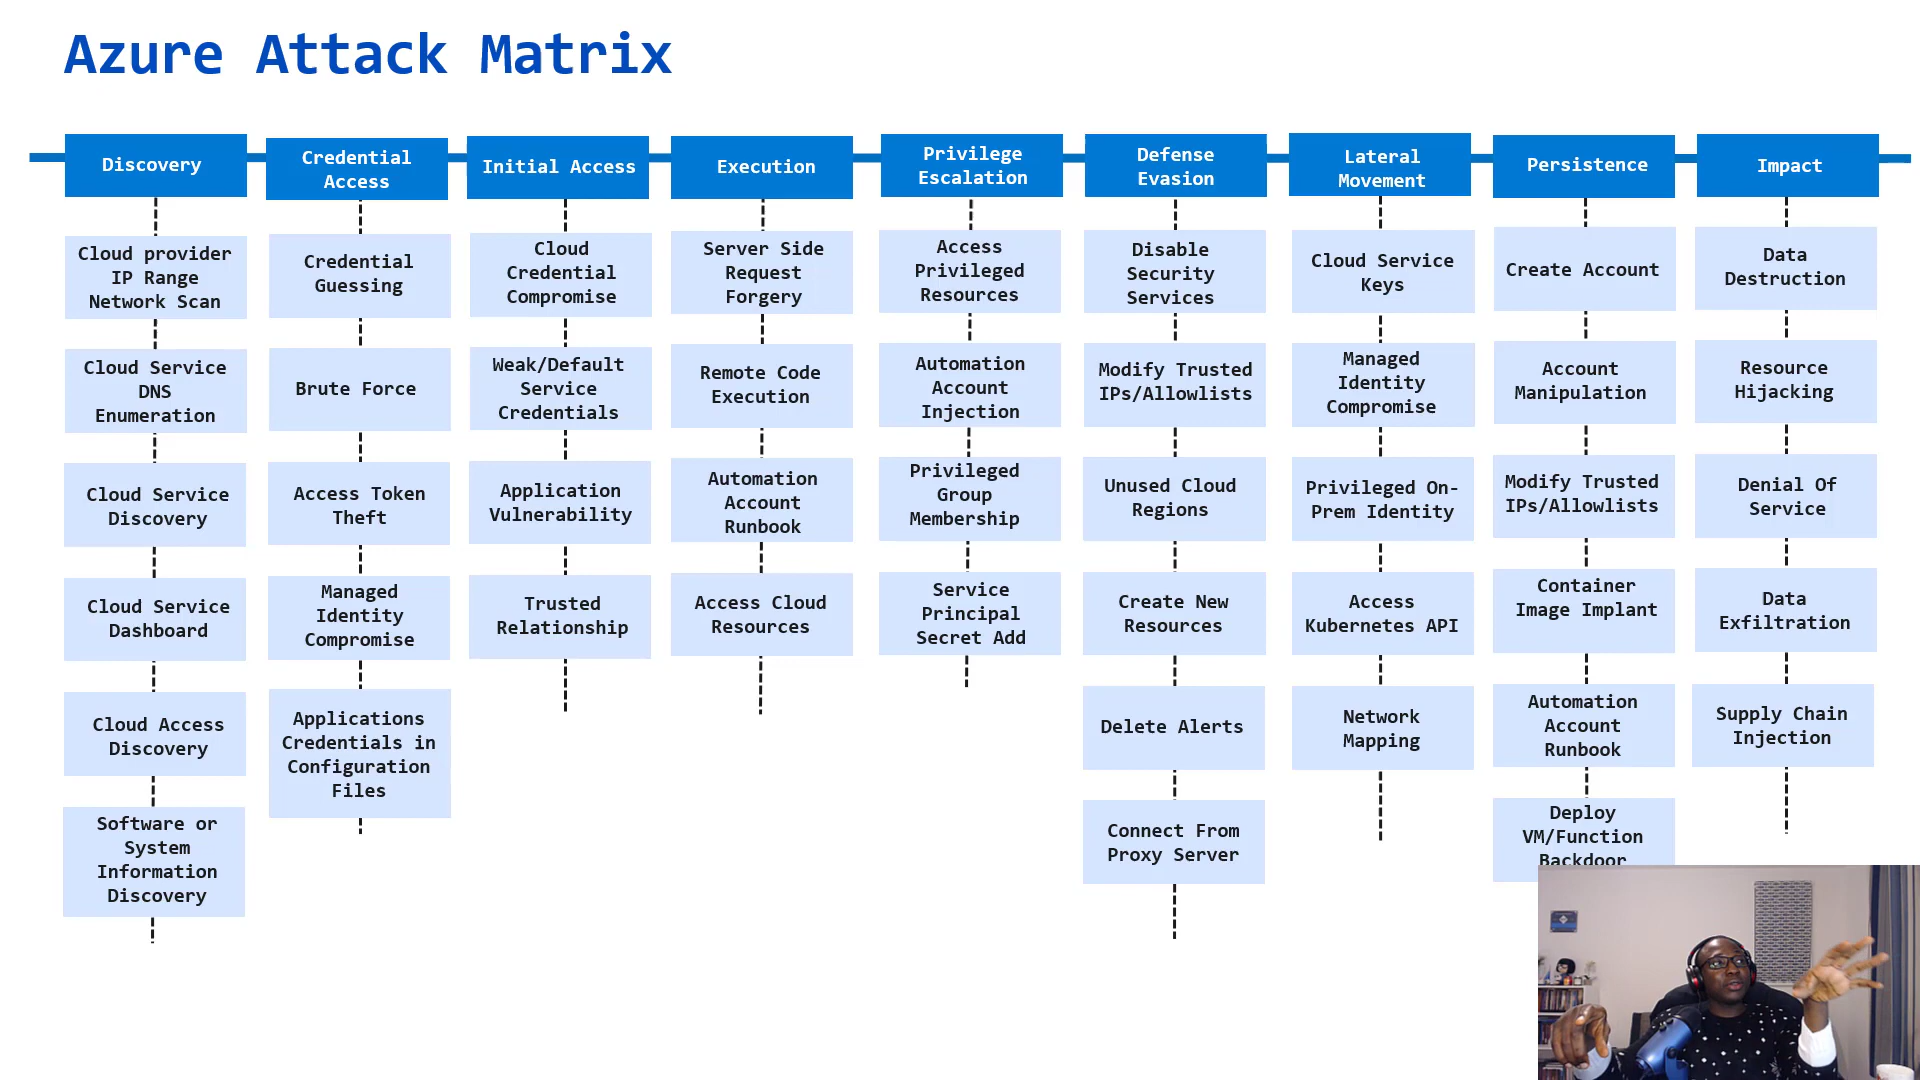 Azure Attack Matrix
Discovery
Cloud provider
IP Range
Network Scan
Cloud Service
DNS
Enumeration
Cloud Service
Discovery
Cloud Service
Dashboard
Cloud Access
Discovery
Software or
System
Information
Discovery
Credential
Access
Credential
Guessing
Brute Force
Access Token
Theft
Managed
Identity
Compromise
Applications
Credentials in
Configuration
Files
Initial Access
Cloud
Credential
Compromise
Weak/Default
Service
Credentials
Application
Vulnerability
Trusted
Relationship
Execution
Server Side
Request
Forgery
Remote Code
Execution
Automation
Account
Runbook
Access Cloud
Resources
Privilege
Escalation
Access
Privileged
Resources
Automation
Account
Injection
Privileged
Group
Membership
Service
Principal
Secret Add
Defense
Evasion
Disable
Security
Services
Modify Trusted
IPs/Allowlists
Unused Cloud
Regions
Create New
Resources
Delete Alerts
Connect From
Proxy Server
Lateral
Movement
Cloud Service
Keys
Managed
Identity
Compromise
Privileged On-
Prem Identity
Access
Kubernetes API
Network
Mapping
Persistence
Create Account
Account
Manipulation
Modify Trusted
IPs/Allowlists
Container
Image Implant
Automation
Account
Runbook
Deploy
VM/Function
Backdoor
Impact
Data
Destruction
Resource
Hijacking
Denial Of
Service
Data
Exfiltration
Supply Chain
Injection